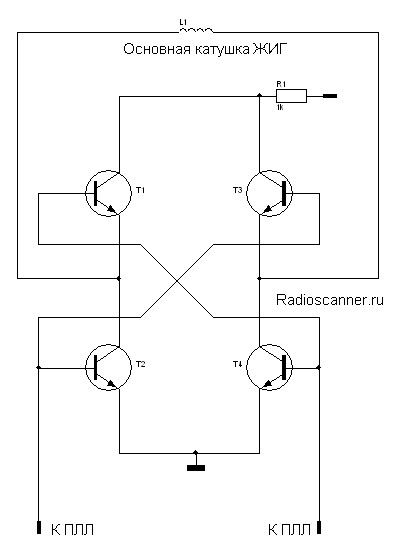 L1
Основная катушка ЖИГ
R1
1k
T1
T3
Radioscanner.ru
T2
T4
К ПЛЛ
К ПЛЛ